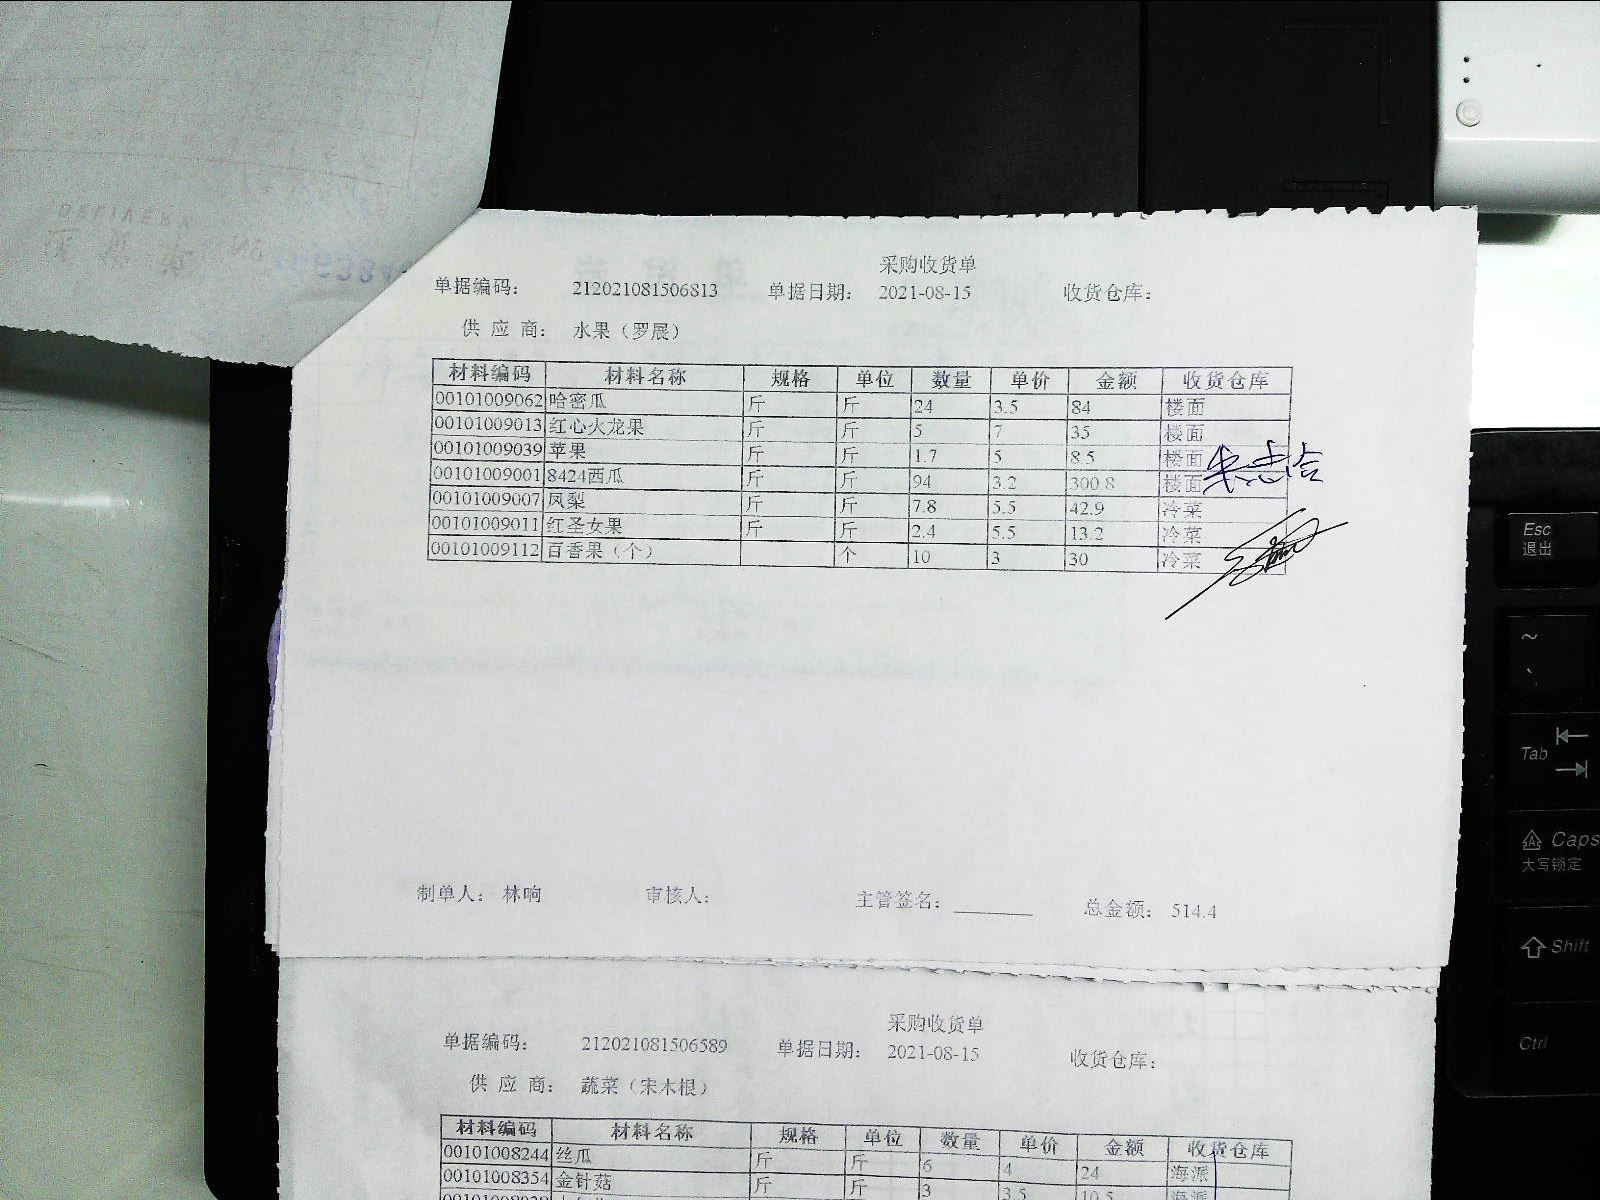 采购收货单
单据编码: 212021081506813 单据日期: 2021-08-15 收货仓库:
供 应 商: 水果（罗展）
材料编码 材料名称 规格 单位 数量 单价 金额 收货仓库
00101009062 哈密瓜 斤 斤 24 3.5 84 楼面
00101009013 红心火龙果 斤 斤 5 7 35 楼面
00101009039 苹果 斤 斤 1.7 5 8.5 楼面
00101009001 8424西瓜 斤 斤 94 3.2 300.8 楼面
00101009007 凤梨 斤 斤 7.8 5.5 42.9 冷菜
00101009011 红圣女果 斤 斤 2.4 5.5 13.2 冷菜
00101009112 百香果（个） 个 10 3 30 冷菜
制单人: 林响 审核人: 主管签名: 总金额: 514.4
采购收货单
单据编码: 212021081506589 单据日期: 2021-08-15 收货仓库:
供 应 商: 蔬菜（宋木根）
材料编码 材料名称 规格 单位 数量 单价 金额 收货仓库
00101008244 丝瓜 斤 斤 6 4 24 海派
00101008354 金针菇 斤 斤 3 3.5 10.5 海派
Esc
退出
~
Tab
Caps
大写锁定
Shift
Ctrl